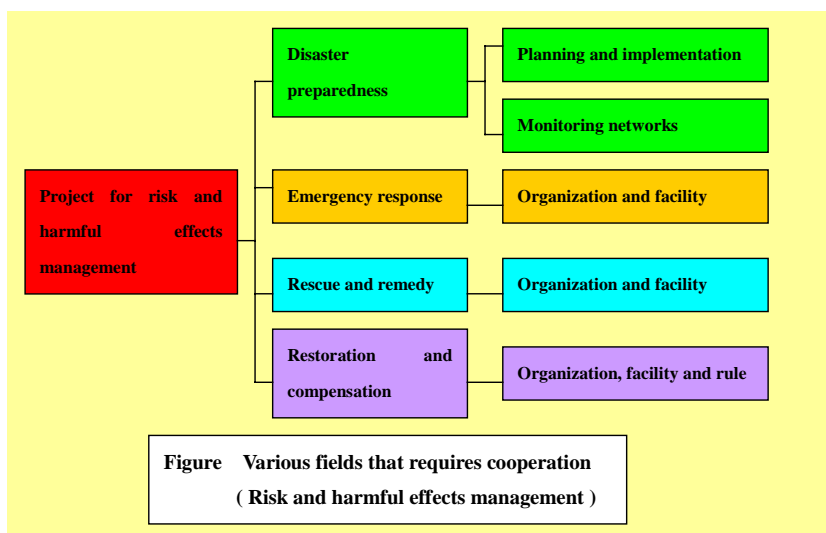 Disaster
preparedness
Planning and implementation
Monitoring networks
Project for risk and
harmful effects
management
Emergency response
Organization and facility
Rescue and remedy
Organization and facility
Restoration and
compensation
Organization, facility and rule
Figure Various fields that requires cooperation
( Risk and harmful effects management )